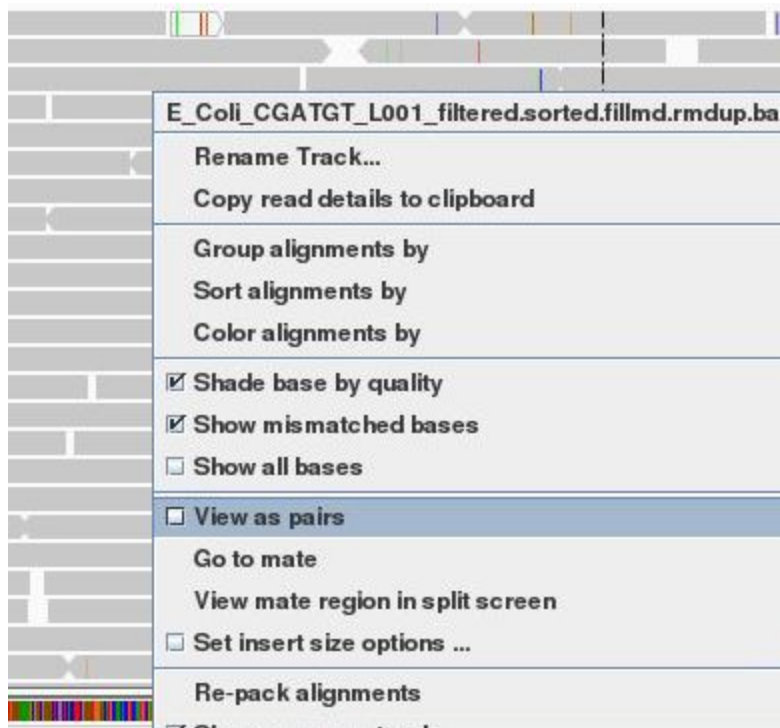 E_Coli_CGATGT_L001_filtered.sorted.fillmd.rmdup.ba
Rename Track...
Copy read details to clipboard
Group alignments by
Sort alignments by
Color alignments by
Shade base by quality
Show mismatched bases
Show all bases
View as pairs
Go to mate
View mate region in split screen
Set insert size options ...
Re-pack alignments